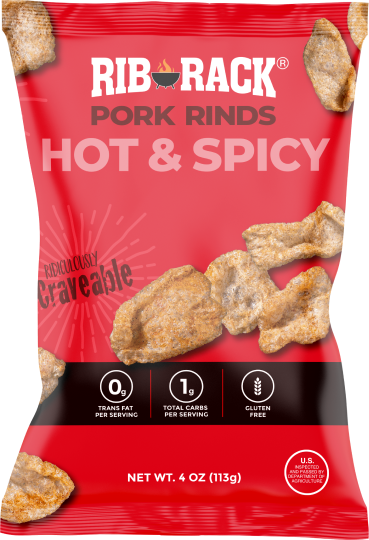 RIB RACK®
PORK RINDS
HOT & SPICY
RIDICULOUSLY
Craveable
0g
TRANS FAT
PER SERVING
1g
TOTAL CARBS
PER SERVING
GLUTEN
FREE
U.S.
INSPECTED
AND PASSED BY
DEPARTMENT OF
AGRICULTURE
NET WT. 4 OZ (113g)